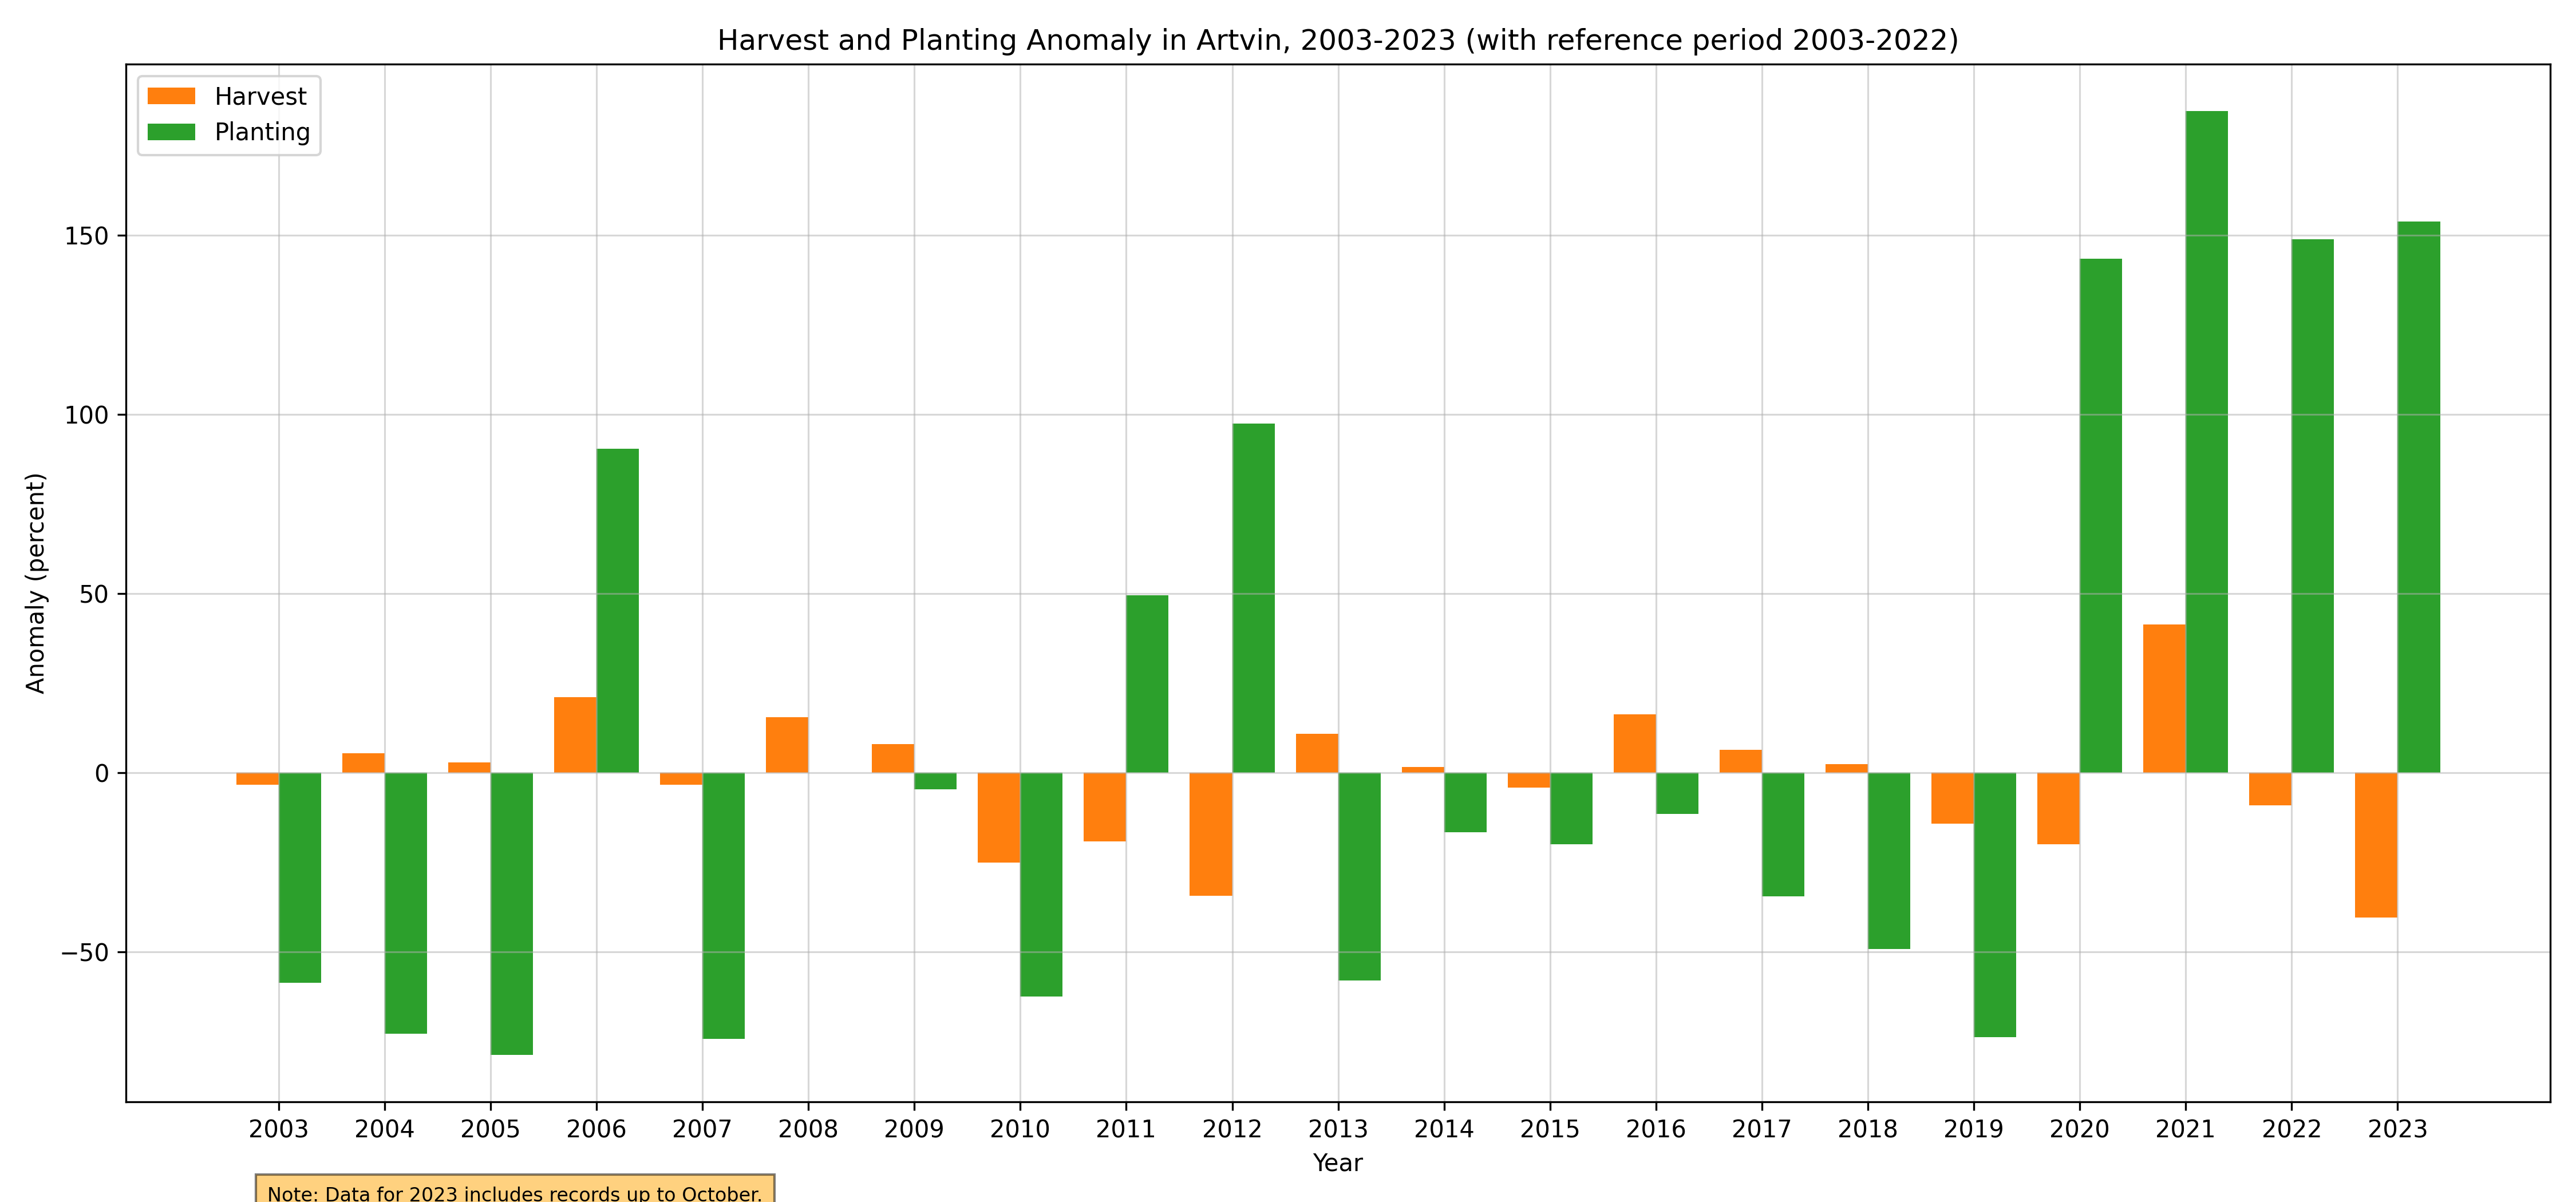 Harvest and Planting Anomaly in Artvin, 2003-2023 (with reference period 2003-2022)
Harvest
Planting
Anomaly (percent)
150
100
50
0
−50
2003 2004 2005 2006 2007 2008 2009 2010 2011 2012 2013 2014 2015 2016 2017 2018 2019 2020 2021 2022 2023
Year
Note: Data for 2023 includes records up to October.